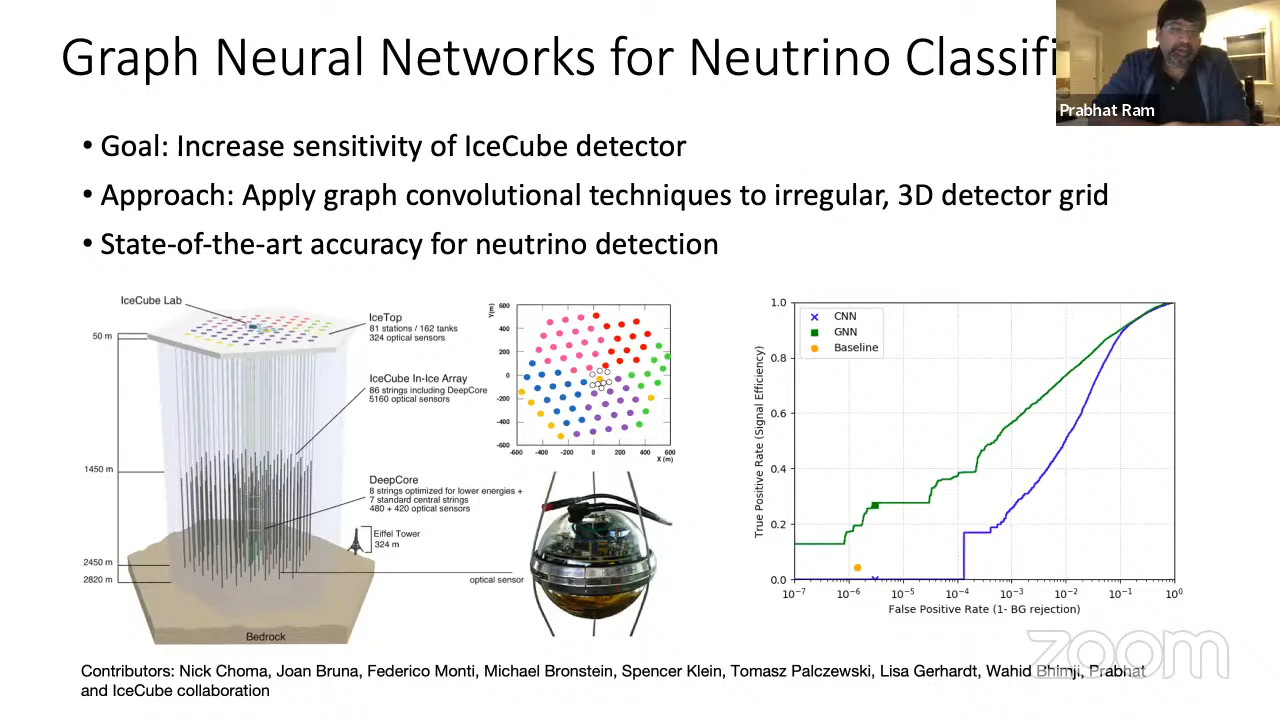 Graph Neural Networks for Neutrino Classifi
Prabhat Ram
• Goal: Increase sensitivity of IceCube detector
• Approach: Apply graph convolutional techniques to irregular, 3D detector grid
• State-of-the-art accuracy for neutrino detection
IceCube Lab
50 m
IceTop
81 stations / 162 tanks
324 optical sensors
IceCube In-Ice Array
86 strings including DeepCore
5160 optical sensors
1450 m
DeepCore
8 strings optimized for lower energies +
7 standard central strings
480 + 420 optical sensors
Eiffel Tower
324 m
2450 m
2820 m
optical sensor
Bedrock
Y(m)
600
400
200
0
-200
-400
-600
-600 -400 -200 0 200 400 600
X (m)
CNN
GNN
Baseline
True Positive Rate (Signal Efficiency)
1.0
0.8
0.6
0.4
0.2
0.0
10⁻⁷ 10⁻⁶ 10⁻⁵ 10⁻⁴ 10⁻³ 10⁻² 10⁻¹ 10⁰
False Positive Rate (1- BG rejection)
zoom
Contributors: Nick Choma, Joan Bruna, Federico Monti, Michael Bronstein, Spencer Klein, Tomasz Palczewski, Lisa Gerhardt, Wahid Bhimji, Prabhat
and IceCube collaboration